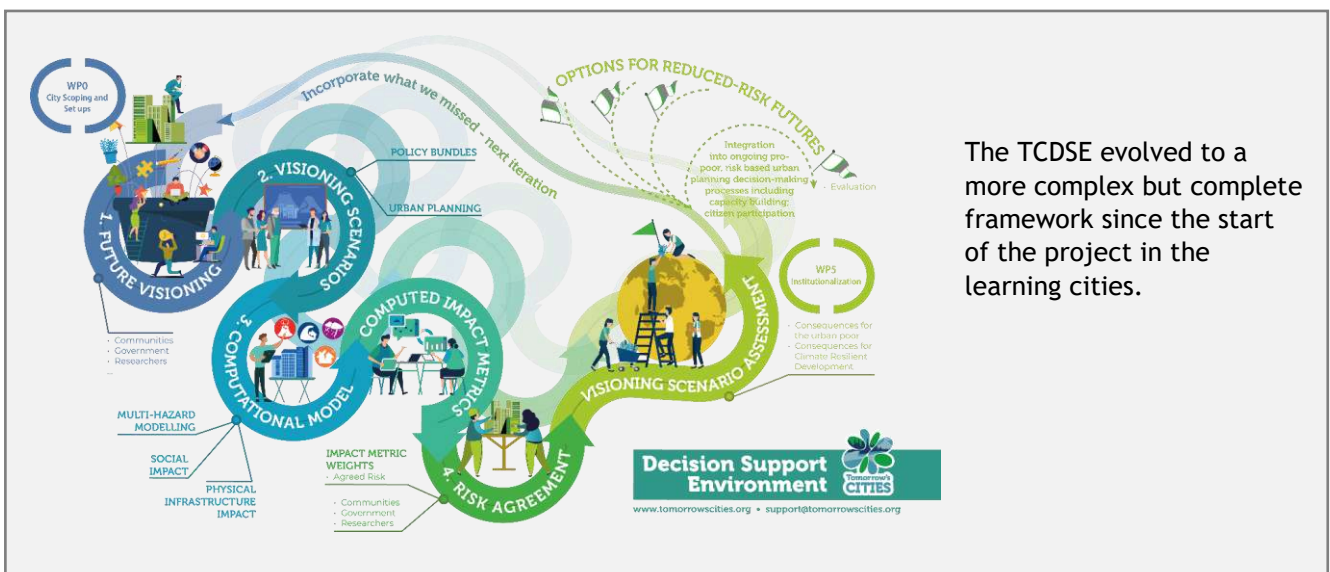 WP0
City Scoping and
Set ups
1. FUTURE VISIONING
• Communities
• Government
• Researchers
...
2. VISIONING SCENARIOS
POLICY BUNDLES
URBAN PLANNING
Incorporate what we missed - next iteration
3. COMPUTATIONAL MODEL
MULTI-HAZARD
MODELLING
SOCIAL
IMPACT
PHYSICAL
INFRASTRUCTURE
IMPACT
COMPUTED IMPACT METRICS
4. RISK AGREEMENT
IMPACT METRIC
WEIGHTS
• Agreed Risk
• Communities
• Government
• Researchers
VISIONING SCENARIO ASSESSMENT
OPTIONS FOR REDUCED-RISK FUTURES
Integration
into ongoing pro-
poor, risk based urban
planning decision-making
processes including
capacity building;
citizen participation
• Evaluation
WP5
Institutionalization
• Consequences for
the urban poor
• Consequences for
Climate Resilient
Development
Decision Support
Environment
Tomorrow's
CITIES
www.tomorrowscities.org • support@tomorrowscities.org
The TCDSE evolved to a
more complex but complete
framework since the start
of the project in the
learning cities.